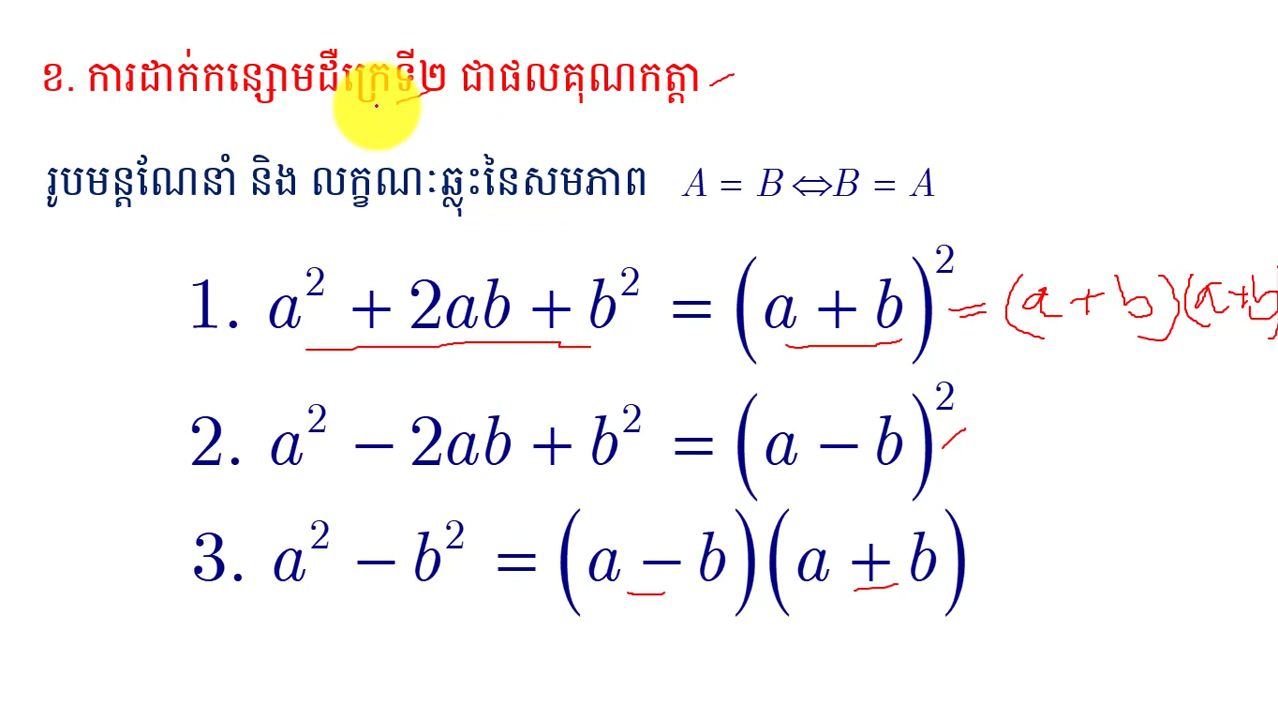 ខ. ការដាក់កន្សោមដឺក្រេទី២ ជាផលគុណកត្តា
រូបមន្តណែនាំ និង លក្ខណៈឆ្លុះនៃសមភាព A = B ⇔ B = A
1. a² + 2ab + b² = (a + b)² = (a + b)(a + b)
2. a² − 2ab + b² = (a − b)²
3. a² − b² = (a − b)(a + b)